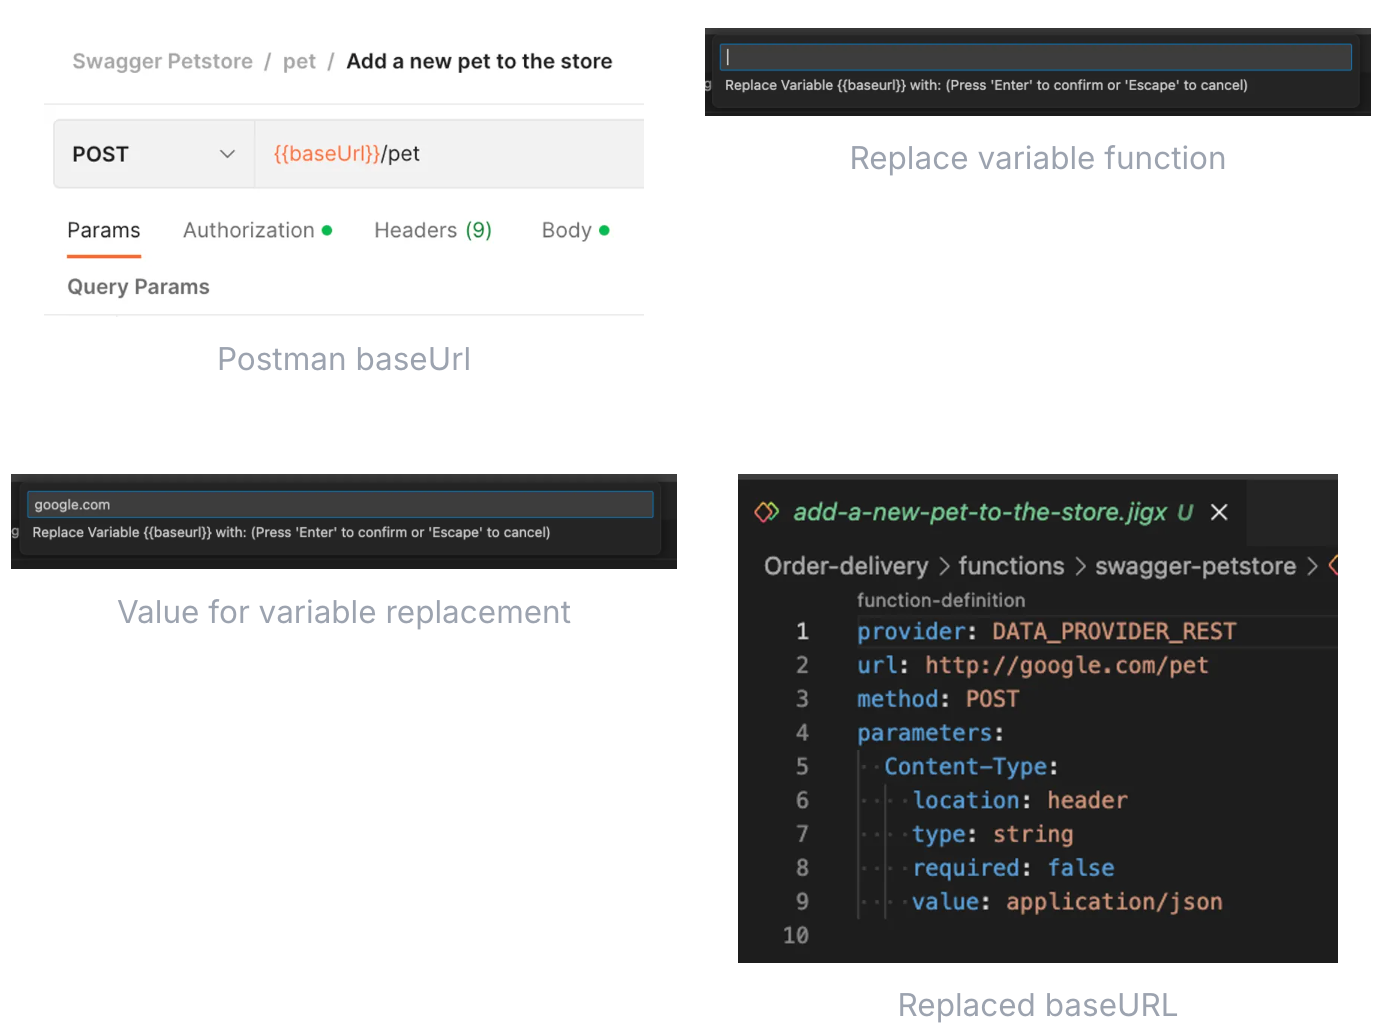 Swagger Petstore / pet / Add a new pet to the store
POST {{baseUrl}}/pet
Params Authorization Headers (9) Body
Query Params
Postman baseUrl
g
Replace Variable {{baseurl}} with: (Press 'Enter' to confirm or 'Escape' to cancel)
Replace variable function
google.com
g
Replace Variable {{baseurl}} with: (Press 'Enter' to confirm or 'Escape' to cancel)
Value for variable replacement
add-a-new-pet-to-the-store.jigx U
Order-delivery > functions > swagger-petstore >
function-definition
1 provider: DATA_PROVIDER_REST
2 url: http://google.com/pet
3 method: POST
4 parameters:
5 Content-Type:
6 location: header
7 type: string
8 required: false
9 value: application/json
10
Replaced baseURL